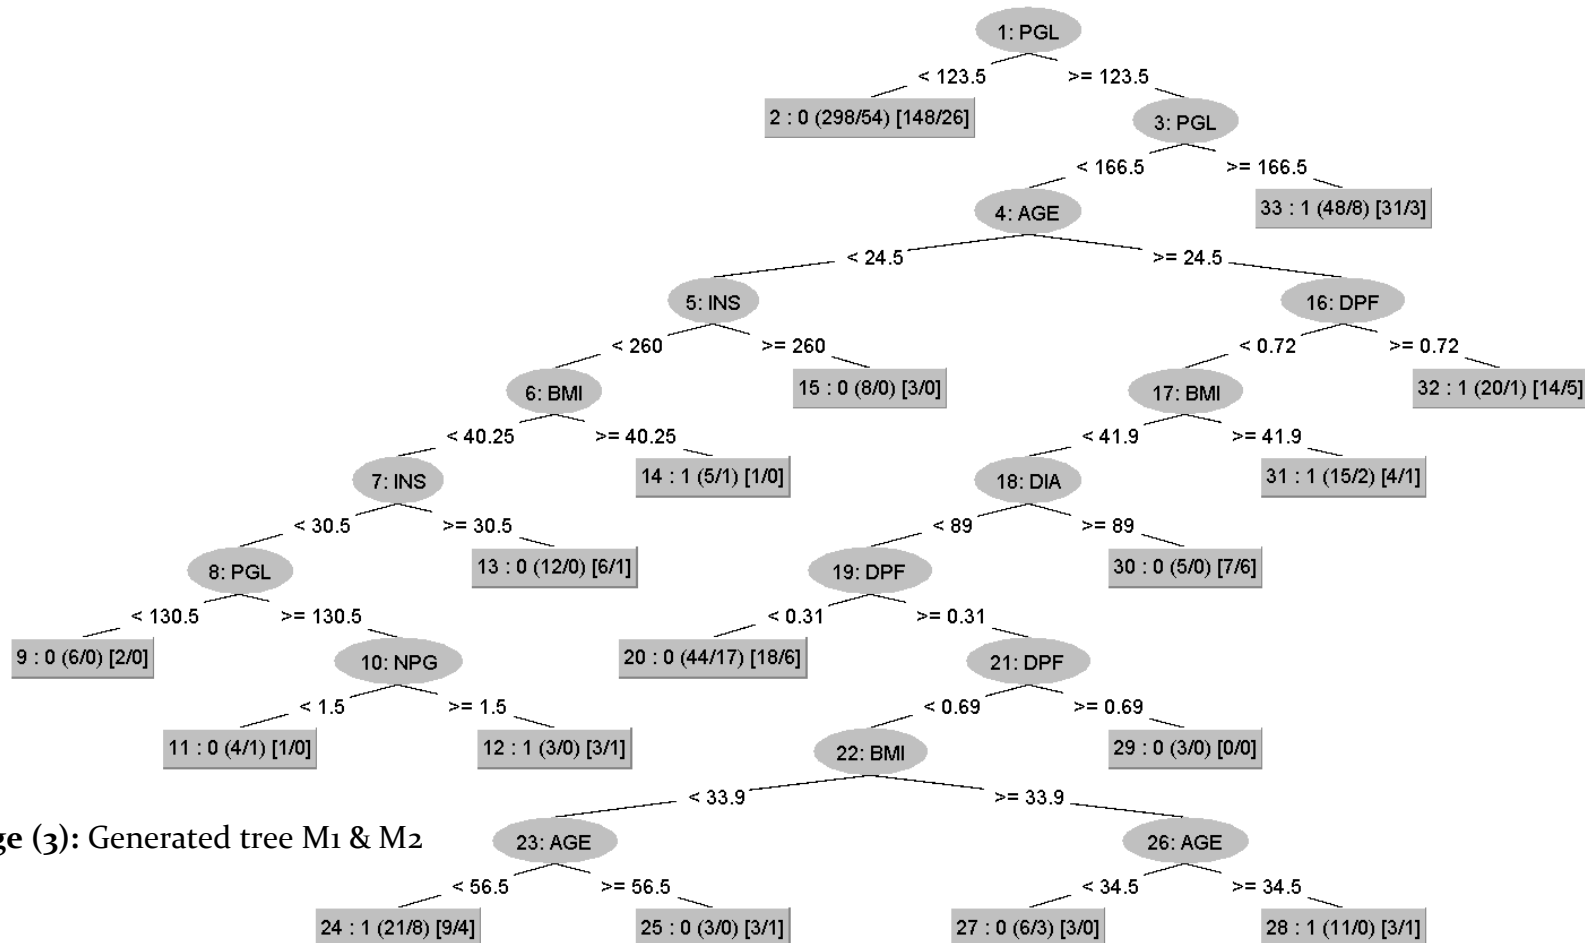 1: PGL
< 123.5 >= 123.5
2 : 0 (298/54) [148/26] 3: PGL
< 166.5 >= 166.5
4: AGE 33 : 1 (48/8) [31/3]
< 24.5 >= 24.5
5: INS 16: DPF
< 260 >= 260 < 0.72 >= 0.72
6: BMI 15 : 0 (8/0) [3/0] 17: BMI 32 : 1 (20/1) [14/5]
< 40.25 >= 40.25 < 41.9 >= 41.9
7: INS 14 : 1 (5/1) [1/0] 18: DIA 31 : 1 (15/2) [4/1]
< 30.5 >= 30.5 < 89 >= 89
8: PGL 13 : 0 (12/0) [6/1] 19: DPF 30 : 0 (5/0) [7/6]
< 130.5 >= 130.5 < 0.31 >= 0.31
9 : 0 (6/0) [2/0] 10: NPG 20 : 0 (44/17) [18/6] 21: DPF
< 1.5 >= 1.5 < 0.69 >= 0.69
11 : 0 (4/1) [1/0] 12 : 1 (3/0) [3/1] 22: BMI 29 : 0 (3/0) [0/0]
< 33.9 >= 33.9
ge (3): Generated tree M1 & M2 23: AGE 26: AGE
< 56.5 >= 56.5 < 34.5 >= 34.5
24 : 1 (21/8) [9/4] 25 : 0 (3/0) [3/1] 27 : 0 (6/3) [3/0] 28 : 1 (11/0) [3/1]